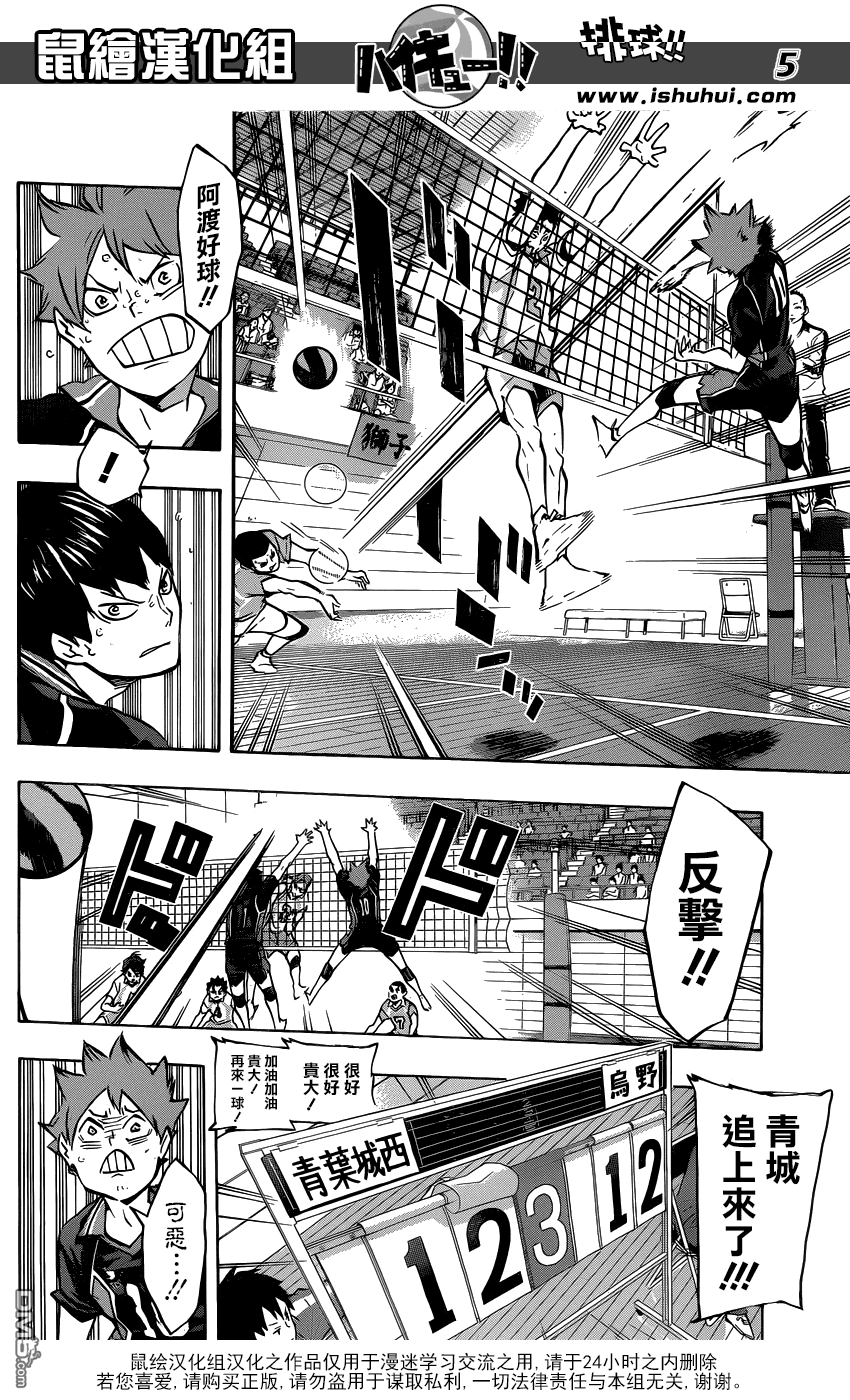 鼠繪漢化組
ハイキュー!!
排球!!
5
www.ishuhui.com
阿渡好球!!
獅子
2
!
反擊!!
10
4
7
青城
追上來了!!!
很好
很好
貴大!
加油加油
貴大!
再來一球!
烏野
青葉城西
12 3 12
可惡…!!
DM5
鼠绘汉化组汉化之作品仅用于漫迷学习交流之用, 请于24小时之内删除
若您喜爱, 请购买正版, 请勿盗用于谋取私利, 一切法律责任与本组无关, 谢谢。